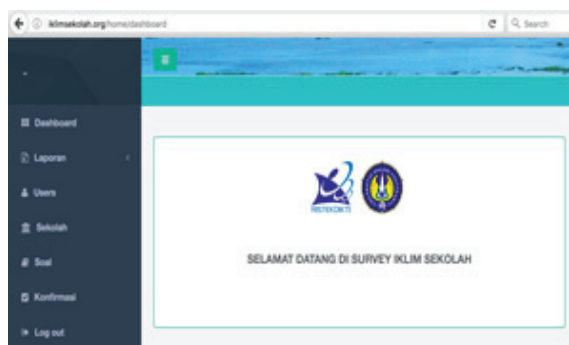 iklimsekolah.org/home/dashboard
Search
Dashboard
Laporan
Users
Sekolah
Soal
Konfirmasi
Log out
RISTEKDIKTI
SELAMAT DATANG DI SURVEY IKLIM SEKOLAH